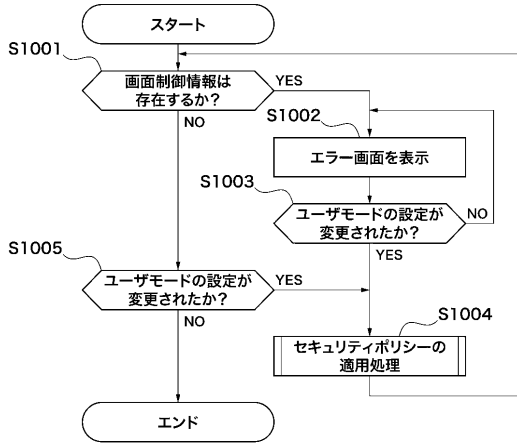 スタート
S1001
画面制御情報は
存在するか？
YES
NO
S1002
エラー画面を表示
S1003
ユーザモードの設定が
変更されたか？
NO
YES
S1005
ユーザモードの設定が
変更されたか？
YES
NO
S1004
セキュリティポリシーの
適用処理
エンド